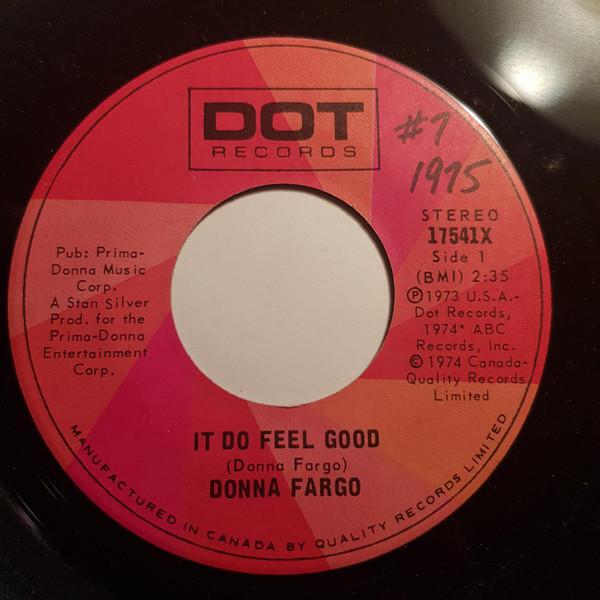 DOT
RECORDS
#7
1975
STEREO
17541X
Side 1
(BMI) 2:35
Ⓟ1973 U.S.A.-
Dot Records,
1974* ABC
Records, Inc.
©1974 Canada-
Quality Records
Limited
Pub: Prima-
Donna Music
Corp.
A Stan Silver
Prod. for the
Prima-Donna
Entertainment
Corp.
IT DO FEEL GOOD
(Donna Fargo)
DONNA FARGO
MANUFACTURED IN CANADA BY QUALITY RECORDS LIMITED